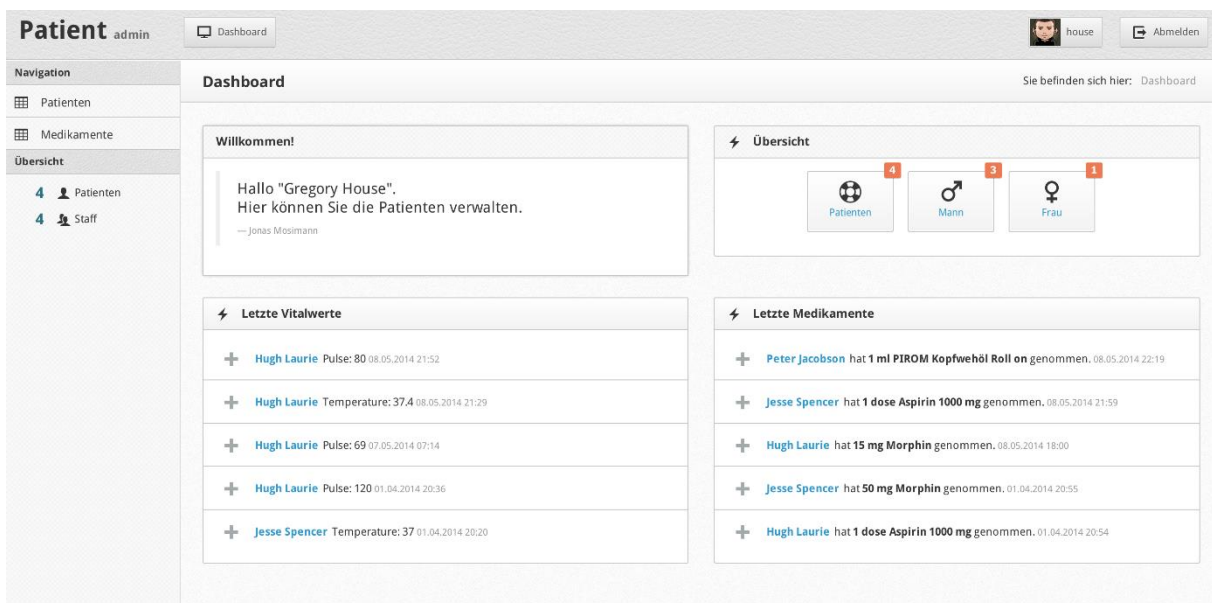 Patient admin
Dashboard
house
Abmelden
Navigation
Patienten
Medikamente
Übersicht
4 Patienten
4 Staff
Dashboard
Sie befinden sich hier: Dashboard
Willkommen!
Hallo "Gregory House".
Hier können Sie die Patienten verwalten.
— Jonas Mosimann
Übersicht
4
Patienten
3
Mann
1
Frau
Letzte Vitalwerte
Hugh Laurie Pulse: 80 08.05.2014 21:52
Hugh Laurie Temperature: 37.4 08.05.2014 21:29
Hugh Laurie Pulse: 69 07.05.2014 07:14
Hugh Laurie Pulse: 120 01.04.2014 20:36
Jesse Spencer Temperature: 37 01.04.2014 20:20
Letzte Medikamente
Peter Jacobson hat 1 ml PIROM Kopfwehöl Roll on genommen. 08.05.2014 22:19
Jesse Spencer hat 1 dose Aspirin 1000 mg genommen. 08.05.2014 21:59
Hugh Laurie hat 15 mg Morphin genommen. 08.05.2014 18:00
Jesse Spencer hat 50 mg Morphin genommen. 01.04.2014 20:55
Hugh Laurie hat 1 dose Aspirin 1000 mg genommen. 01.04.2014 20:54